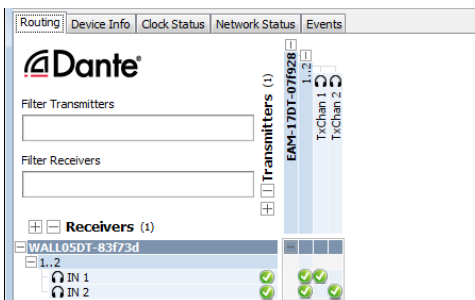 Routing Device Info Clock Status Network Status Events
Dante®
Filter Transmitters
Filter Receivers
Transmitters (1)
EAM-17DT-07f928
1..2
TxChan 1
TxChan 2
Receivers (1)
WALL05DT-83f73d
1..2
IN 1
IN 2